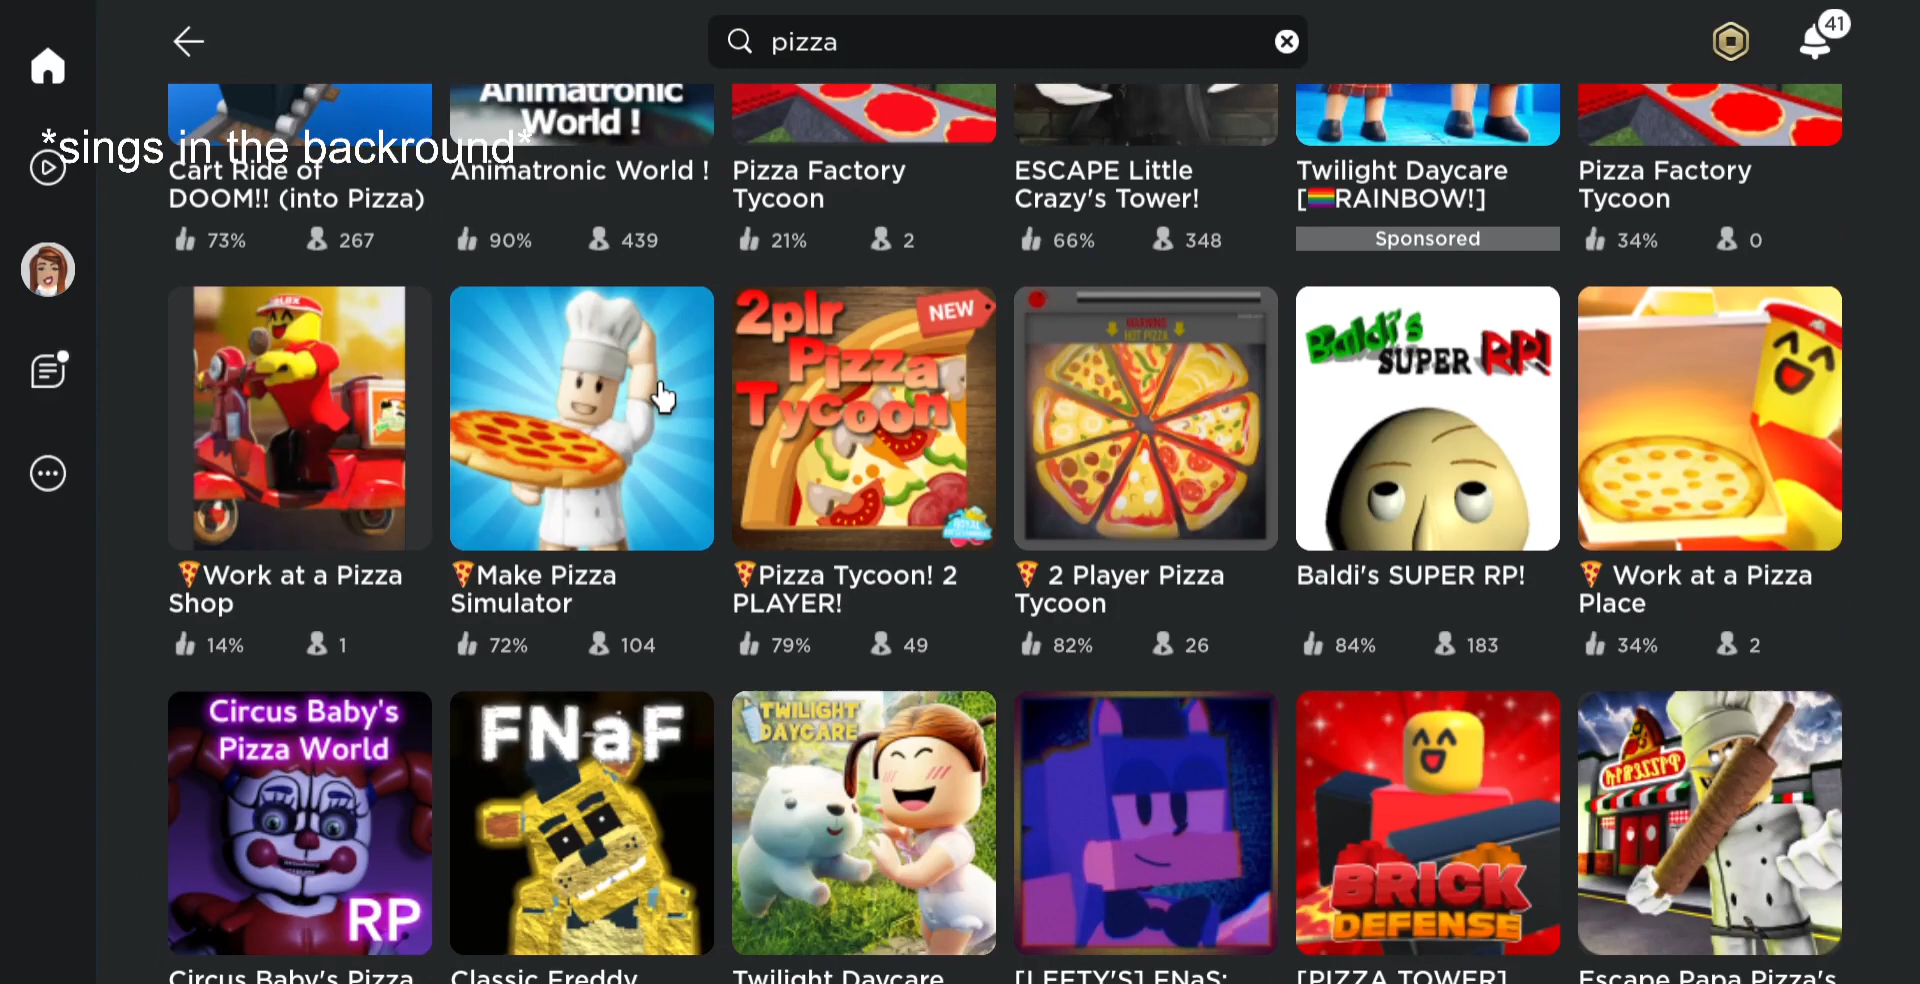 pizza
41
Animatronic
World !
*sings in the backround*
Cart Ride of
DOOM!! (into Pizza)
Animatronic World !
Pizza Factory
Tycoon
ESCAPE Little
Crazy's Tower!
Twilight Daycare
[🏳️‍🌈RAINBOW!]
Pizza Factory
Tycoon
73% 267
90% 439
21% 2
66% 348
Sponsored
34% 0
2plr
Pizza
Tycoon
NEW
WARNING
HOT PIZZA
Baldi's
SUPER RP!
🍕Work at a Pizza
Shop
🍕Make Pizza
Simulator
🍕Pizza Tycoon! 2
PLAYER!
🍕 2 Player Pizza
Tycoon
Baldi's SUPER RP!
🍕 Work at a Pizza
Place
14% 1
72% 104
79% 49
82% 26
84% 183
34% 2
Circus Baby's
Pizza World
RP
FNaF
TWILIGHT
DAYCARE
BRICK
DEFENSE
Circus Baby's Pizza
Classic Freddy
Twilight Daycare
[LEFTY'S] FNaS:
[PIZZA TOWER]
Escape Papa Pizza's